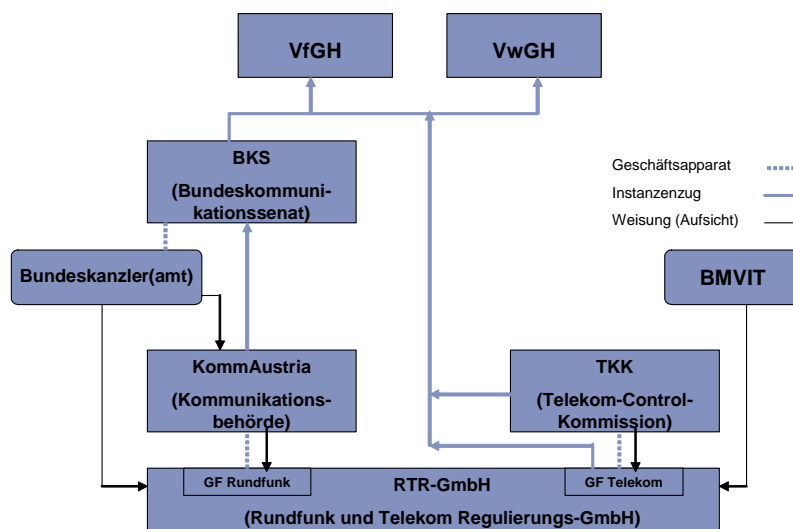 VfGH
VwGH
BKS
(Bundeskommuni-
kationssenat)
Geschäftsapparat
Instanzenzug
Weisung (Aufsicht)
Bundeskanzler(amt)
BMVIT
KommAustria
(Kommunikations-
behörde)
TKK
(Telekom-Control-
Kommission)
GF Rundfunk
RTR-GmbH
GF Telekom
(Rundfunk und Telekom Regulierungs-GmbH)